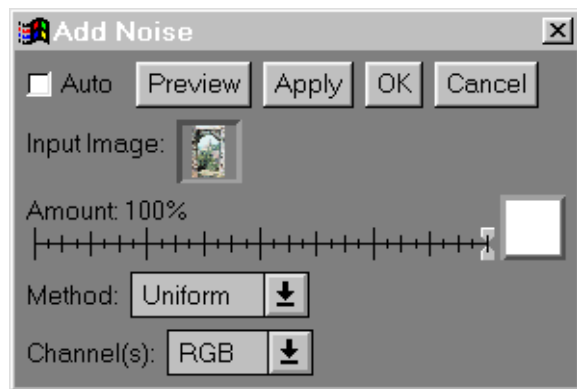 Add Noise
Auto Preview Apply OK Cancel
Input Image:
Amount: 100%
Method: Uniform
Channel(s): RGB